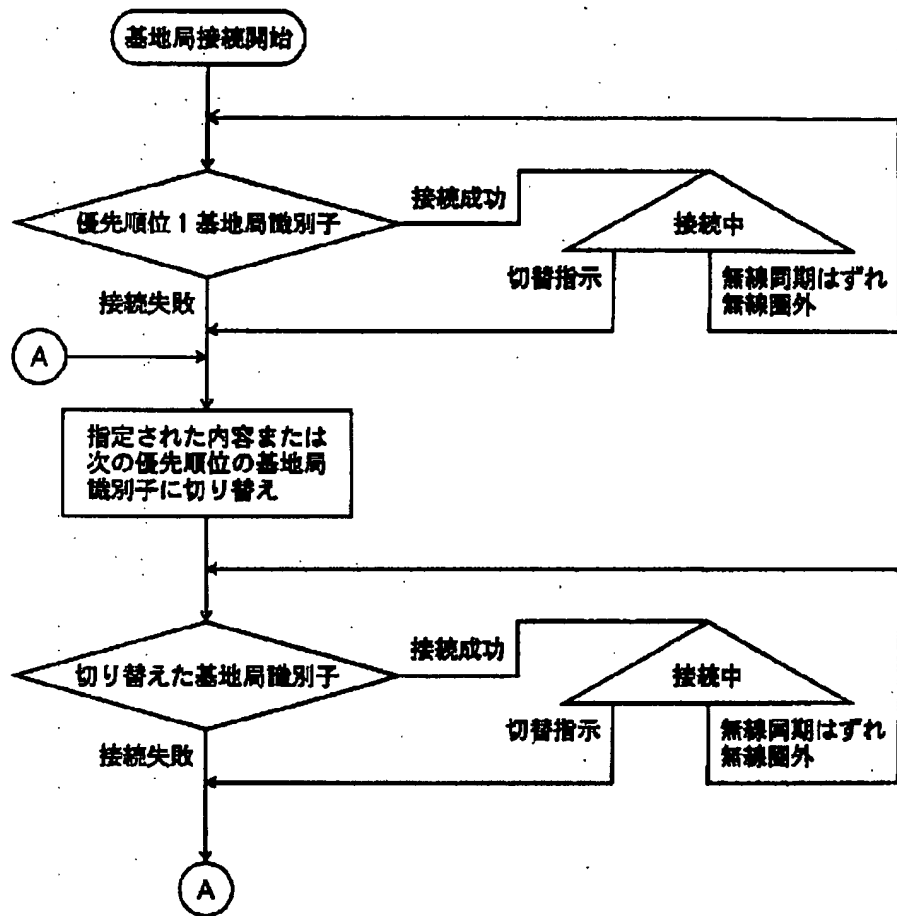 基地局接続開始
優先順位1基地局識別子
接続成功
接続中
切替指示
無線同期はずれ
無線圏外
接続失敗
A
指定された内容または
次の優先順位の基地局
識別子に切り替え
切り替えた基地局識別子
接続成功
接続中
切替指示
無線同期はずれ
無線圏外
接続失敗
A